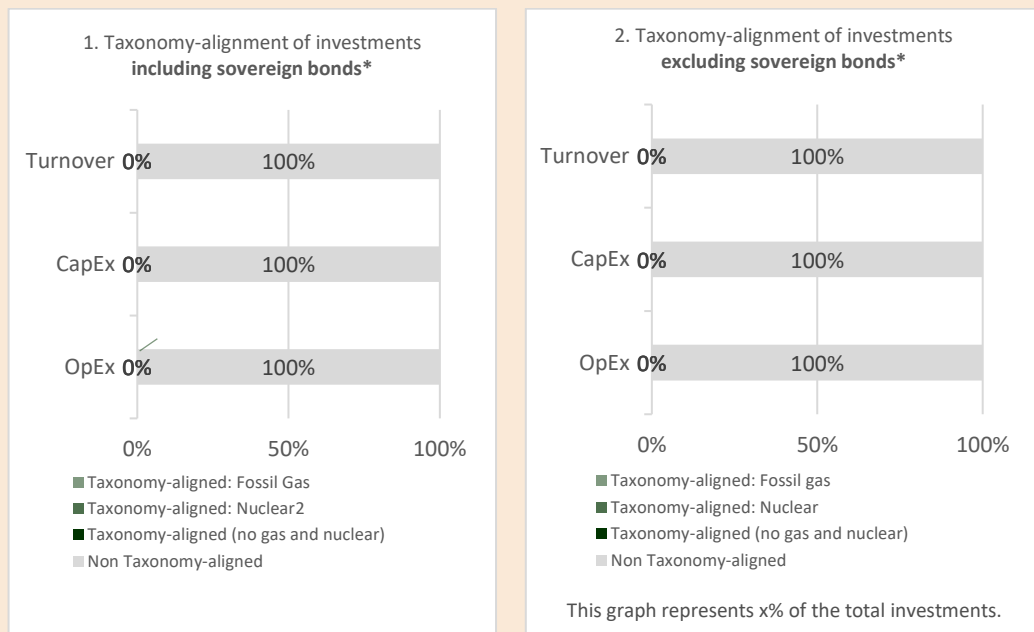 1. Taxonomy-alignment of investments
including sovereign bonds*
Turnover 0% 100%
CapEx 0% 100%
OpEx 0% 100%
0% 50% 100%
Taxonomy-aligned: Fossil Gas
Taxonomy-aligned: Nuclear2
Taxonomy-aligned (no gas and nuclear)
Non Taxonomy-aligned
2. Taxonomy-alignment of investments
excluding sovereign bonds*
Turnover 0% 100%
CapEx 0% 100%
OpEx 0% 100%
0% 50% 100%
Taxonomy-aligned: Fossil gas
Taxonomy-aligned: Nuclear
Taxonomy-aligned (no gas and nuclear)
Non Taxonomy-aligned
This graph represents x% of the total investments.